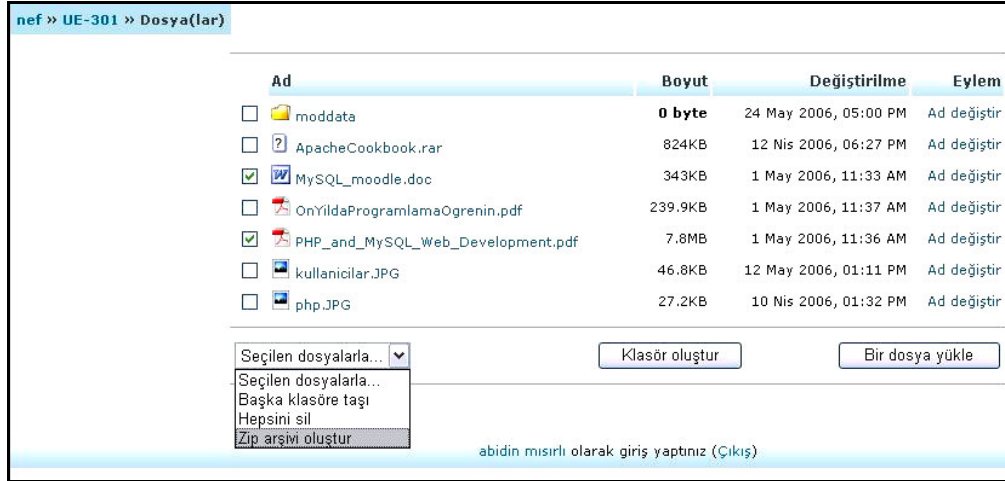 nef » UE-301 » Dosya(lar)
Ad Boyut Değiştirilme Eylem
moddata 0 byte 24 May 2006, 05:00 PM Ad değiştir
ApacheCookbook.rar 824KB 12 Nis 2006, 06:27 PM Ad değiştir
MySQL_moodle.doc 343KB 1 May 2006, 11:33 AM Ad değiştir
OnYildaProgramlamaOgrenin.pdf 239.9KB 1 May 2006, 11:37 AM Ad değiştir
PHP_and_MySQL_Web_Development.pdf 7.8MB 1 May 2006, 11:36 AM Ad değiştir
kullanicilar.JPG 46.8KB 12 May 2006, 01:11 PM Ad değiştir
php.JPG 27.2KB 10 Nis 2006, 01:32 PM Ad değiştir
Seçilen dosyalarla... Klasör oluştur Bir dosya yükle
Seçilen dosyalarla...
Başka klasöre taşı
Hepsini sil
Zip arşivi oluştur
abidin mısırlı olarak giriş yaptınız (Çıkış)